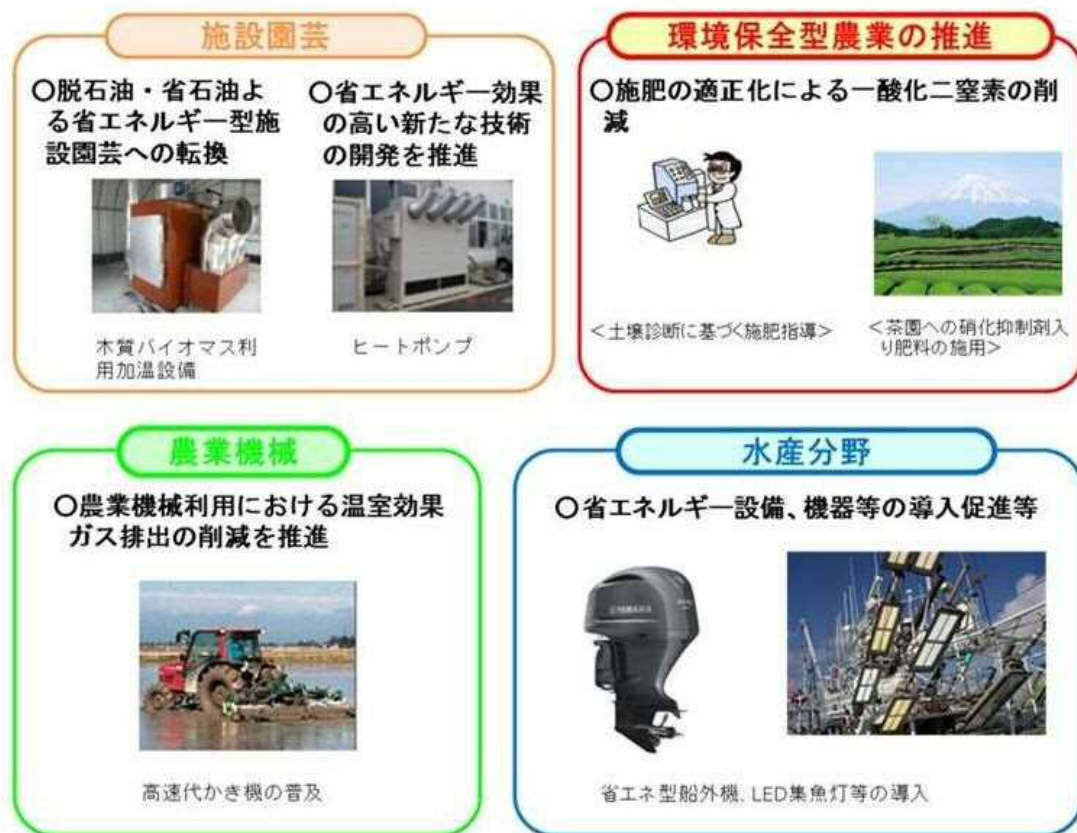 施設園芸
○脱石油・省石油よ
る省エネルギー型施
設園芸への転換
○省エネルギー効果
の高い新たな技術
の開発を推進
木質バイオマス利
用加温設備
ヒートポンプ
環境保全型農業の推進
○施肥の適正化による一酸化二窒素の削
減
<土壌診断に基づく施肥指導>
<茶園への硝化抑制剤入
り肥料の施用>
農業機械
○農業機械利用における温室効果
ガス排出の削減を推進
高速代かき機の普及
水産分野
○省エネルギー設備、機器等の導入促進等
YAMAHA
省エネ型船外機、LED集魚灯等の導入